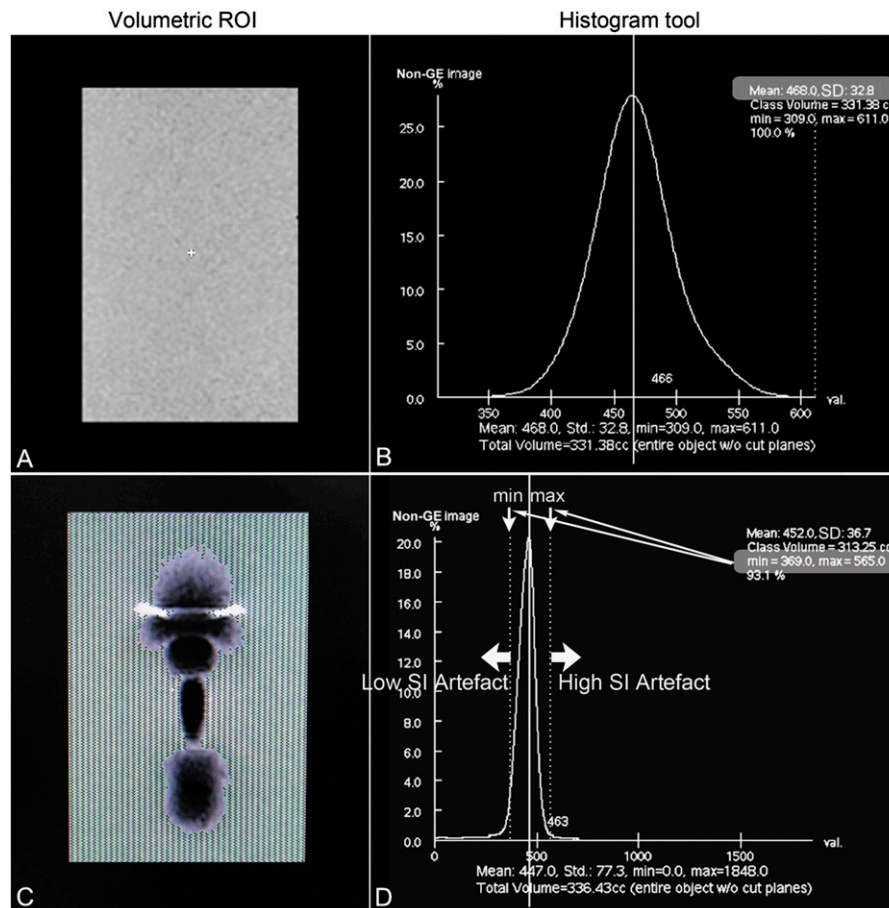 Volumetric ROI
Histogram tool
Non-GE image
%
Mean: 468.0, SD: 32.8
Class Volume = 331.38 c
min = 309.0, max = 611.0
100.0 %
25.0
20.0
15.0
10.0
5.0
0.0
466
350 400 450 500 550 600 val.
Mean: 468.0, Std.: 32.8, min=309.0, max=611.0
Total Volume=331.38cc (entire object w/o cut planes)
A
B
min max
Non-GE image
%
Mean: 452.0, SD: 36.7
Class Volume = 313.25 cc
min = 369.0, max = 565.0
93.1 %
20.0
18.0
16.0
14.0
12.0
10.0
8.0
6.0
4.0
2.0
0.0
Low SI Artefact
High SI Artefact
463
0 500 1000 1500 val.
Mean: 447.0, Std.: 77.3, min=0.0, max=1848.0
Total Volume=336.43cc (entire object w/o cut planes)
C
D